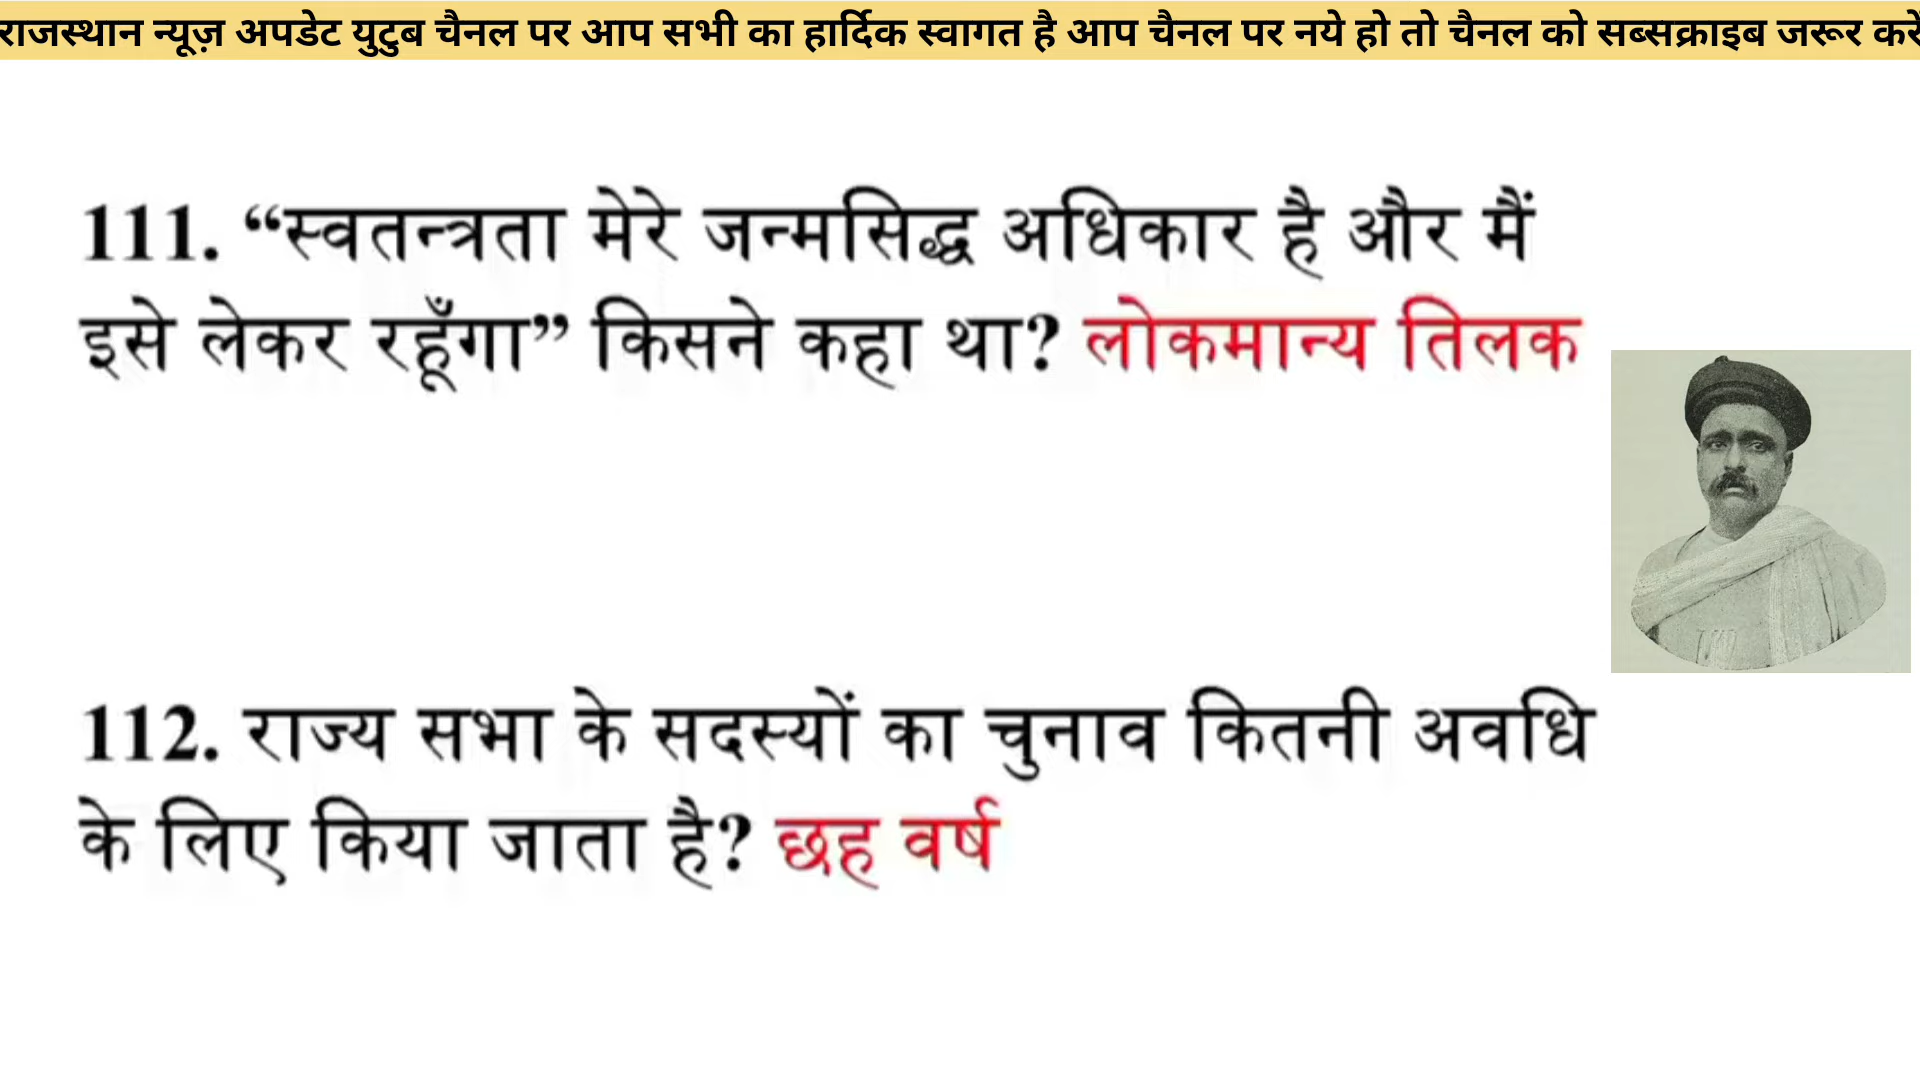 राजस्थान न्यूज़ अपडेट युटुब चैनल पर आप सभी का हार्दिक स्वागत है आप चैनल पर नये हो तो चैनल को सब्सक्राइब जरूर करें
111. “स्वतन्त्रता मेरे जन्मसिद्ध अधिकार है और मैं
इसे लेकर रहूँगा” किसने कहा था? लोकमान्य तिलक
112. राज्य सभा के सदस्यों का चुनाव कितनी अवधि
के लिए किया जाता है? छह वर्ष